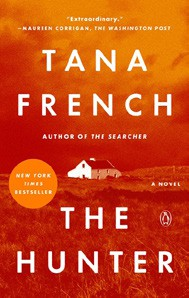 "Extraordinary."
—MAUREEN CORRIGAN, THE WASHINGTON POST
TANA
FRENCH
AUTHOR OF THE SEARCHER
NEW YORK
TIMES
BESTSELLER
A NOVEL
THE
HUNTER